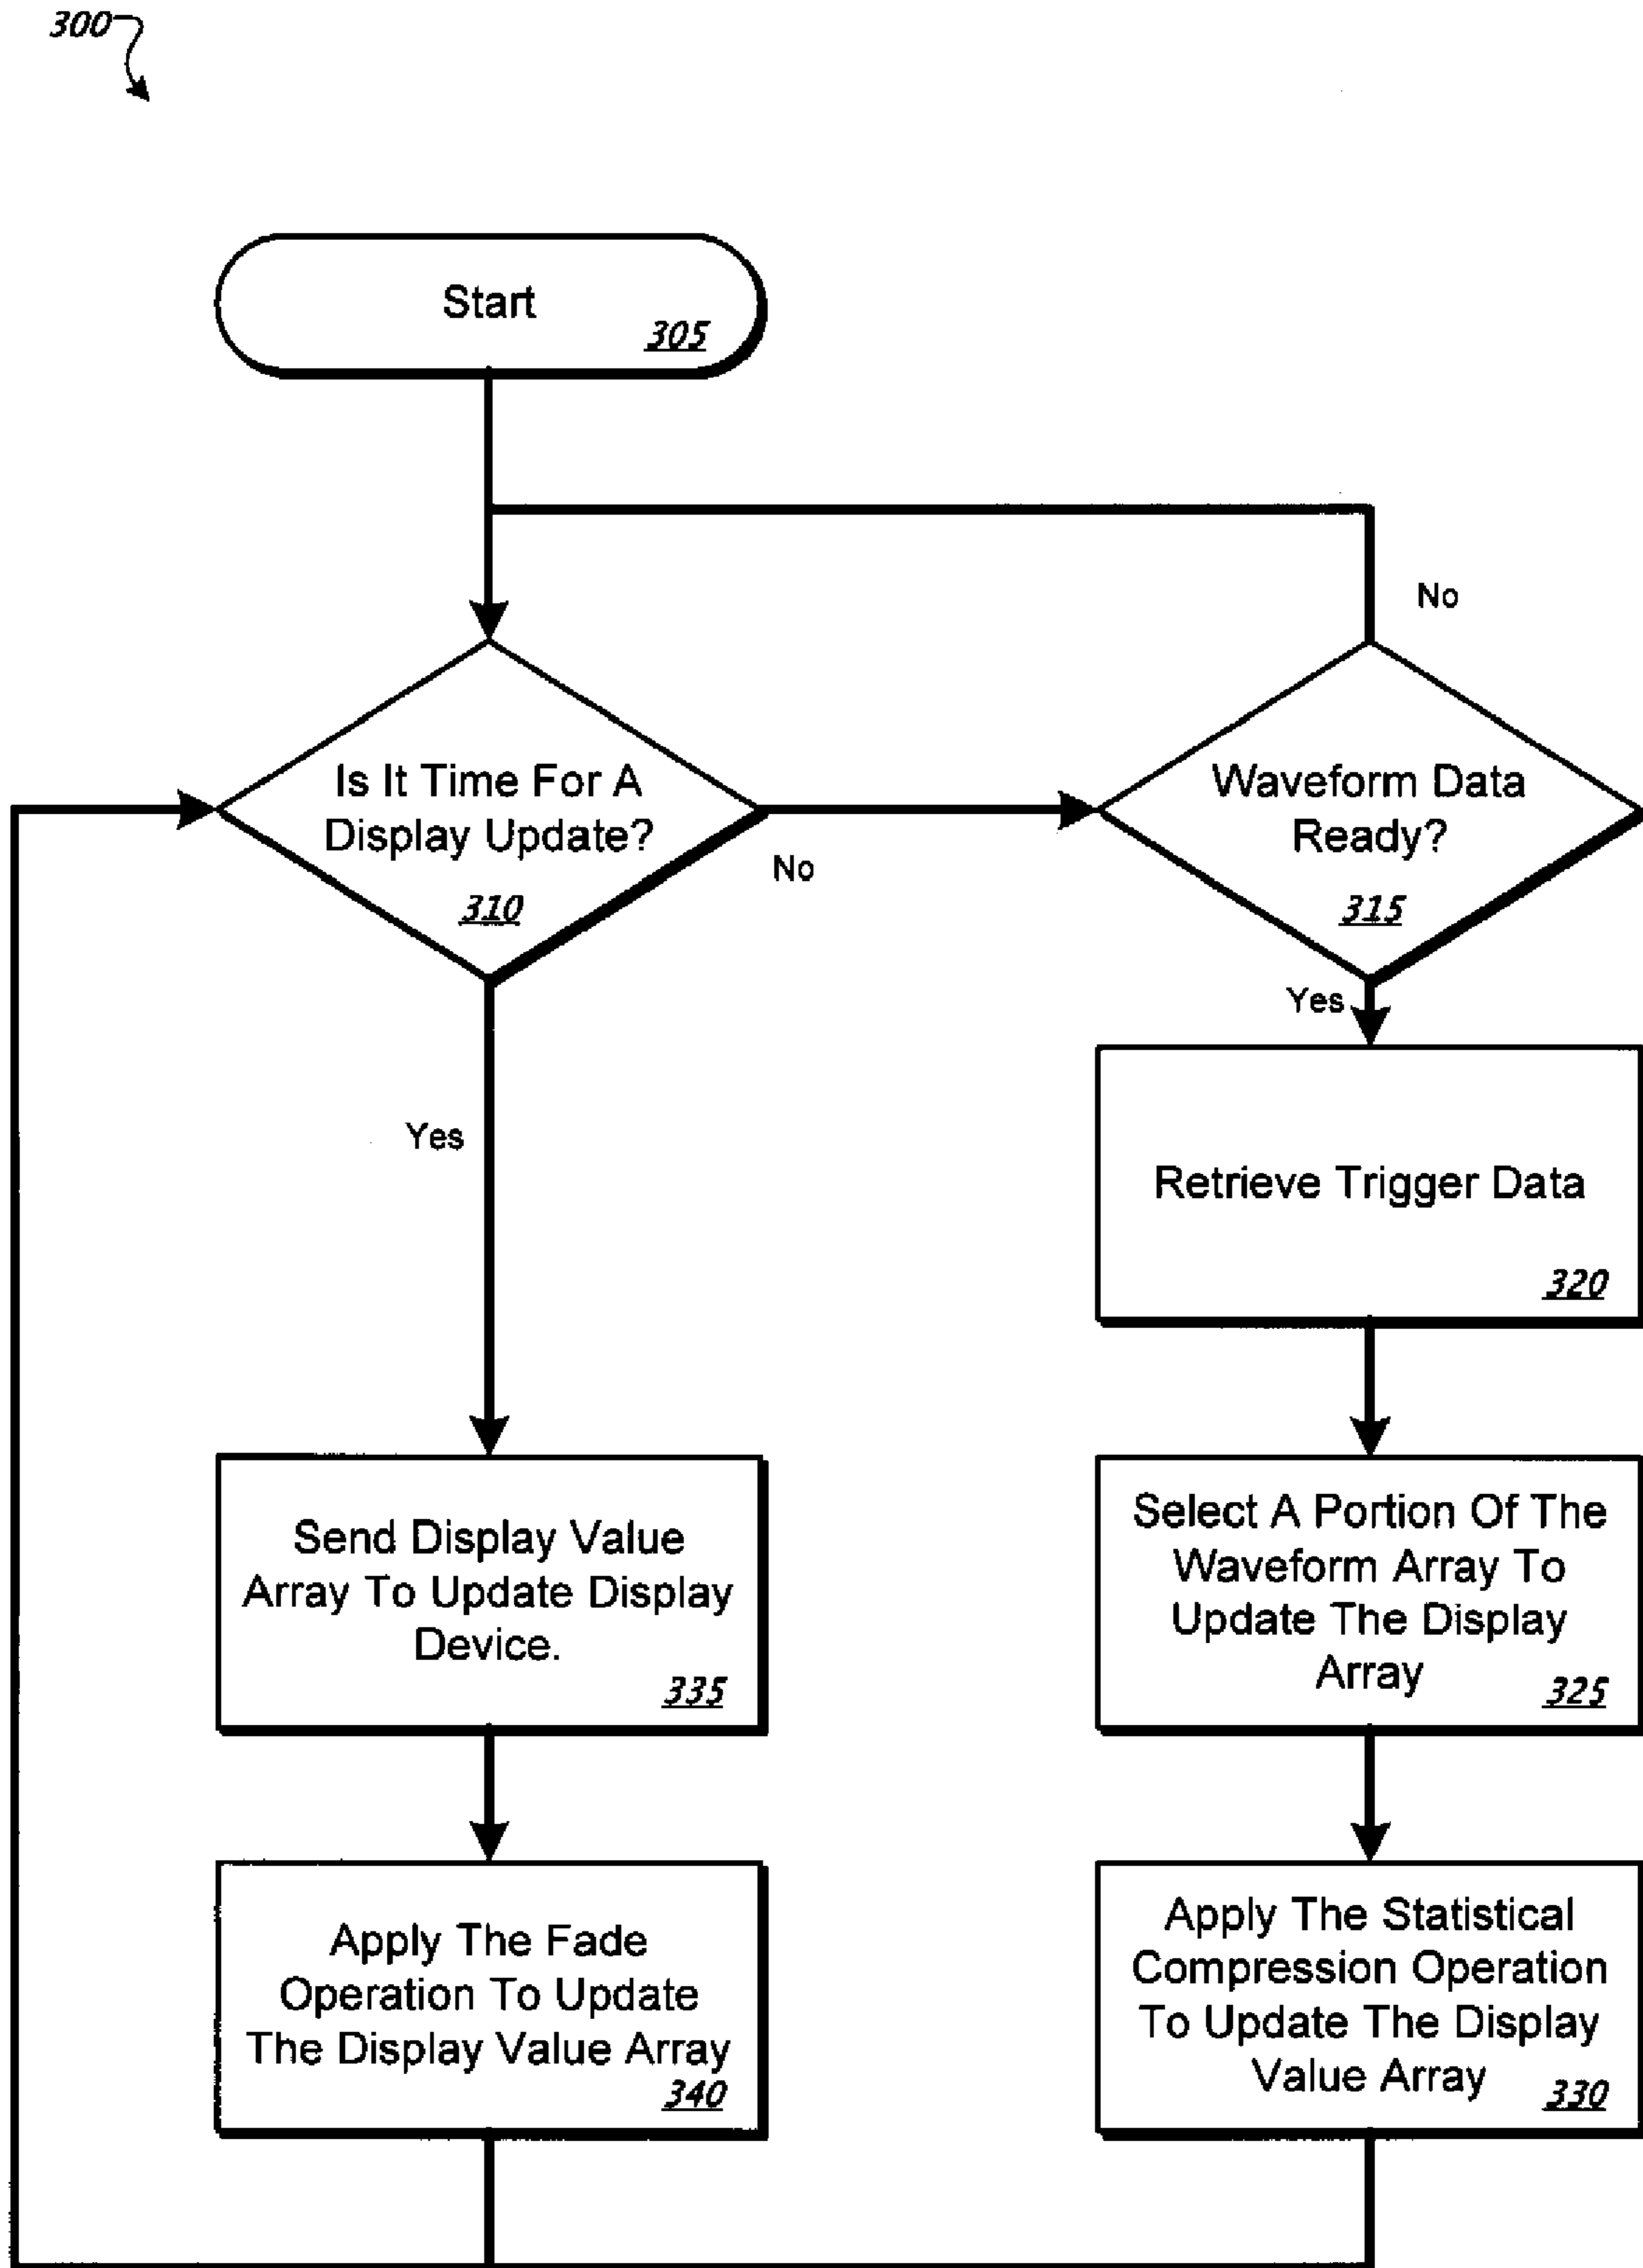 300
Start
305
No
Is It Time For A
Display Update?
310
No
Waveform Data
Ready?
315
Yes
Yes
Retrieve Trigger Data
320
Send Display Value
Array To Update Display
Device.
335
Select A Portion Of The
Waveform Array To
Update The Display
Array
325
Apply The Fade
Operation To Update
The Display Value Array
340
Apply The Statistical
Compression Operation
To Update The Display
Value Array
330